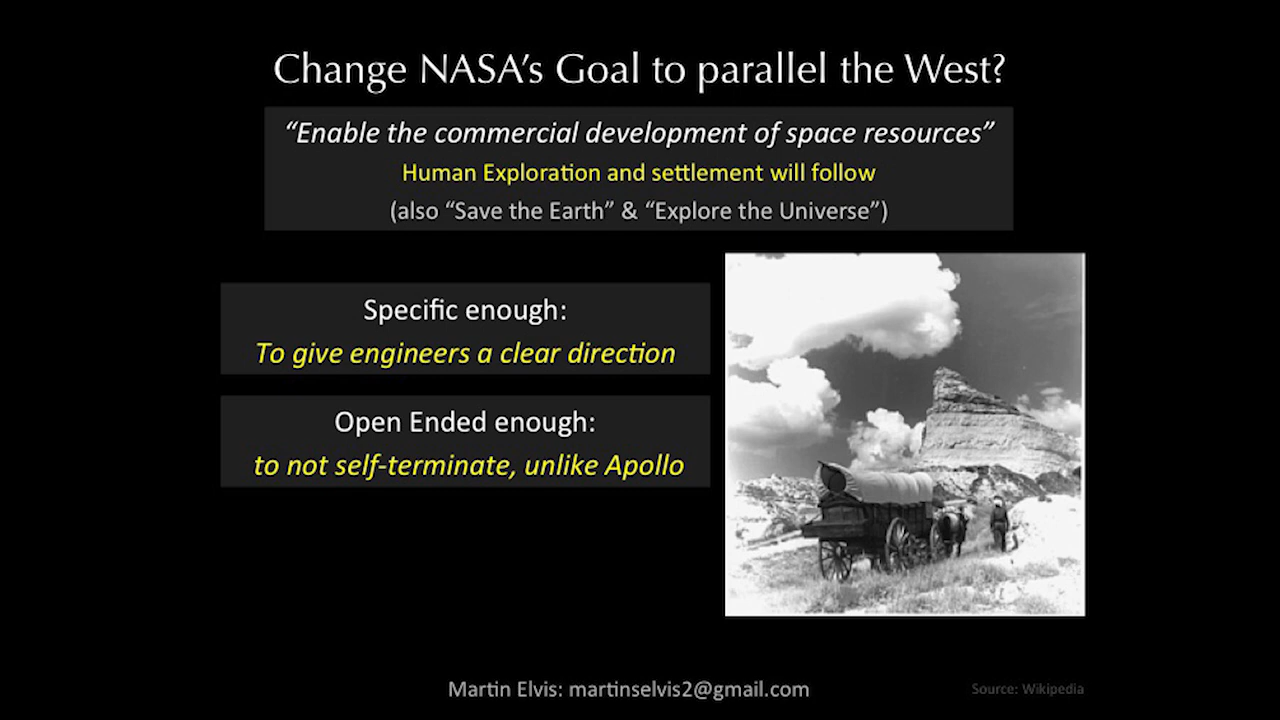 Change NASA’s Goal to parallel the West?
“Enable the commercial development of space resources”
Human Exploration and settlement will follow
(also “Save the Earth” & “Explore the Universe”)
Specific enough:
To give engineers a clear direction
Open Ended enough:
to not self-terminate, unlike Apollo
Martin Elvis: martinselvis2@gmail.com
Source: Wikipedia